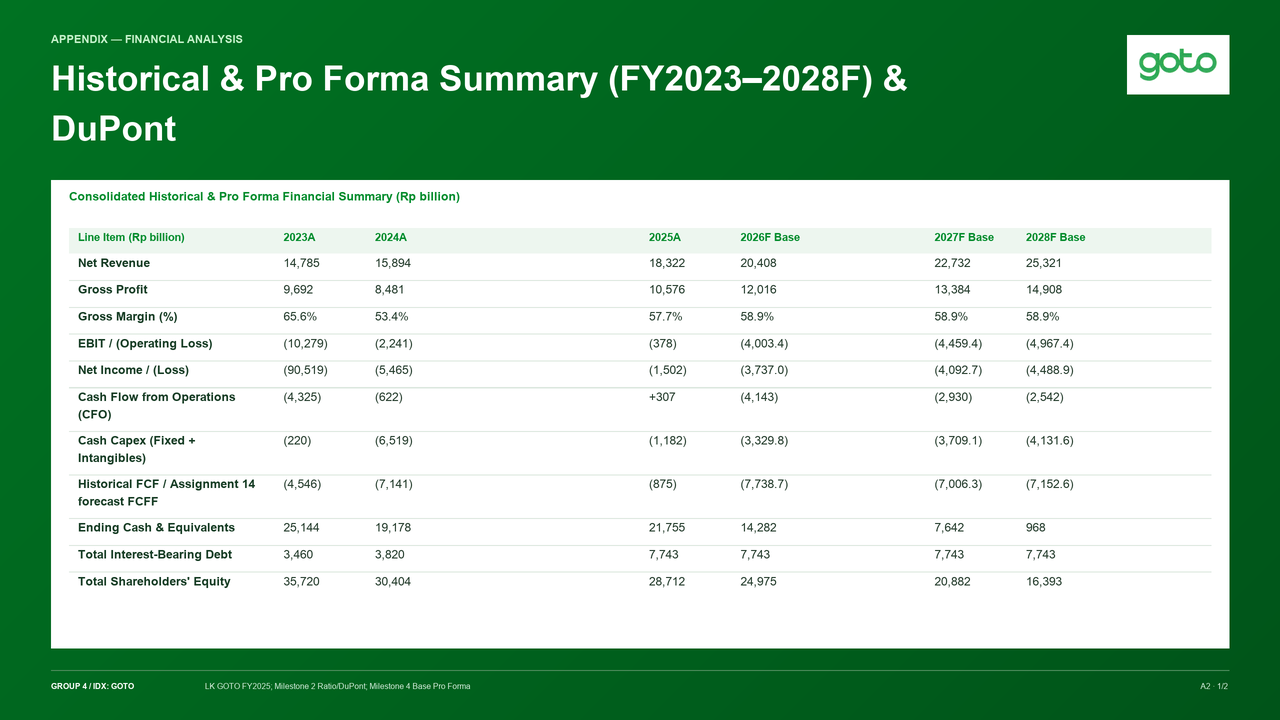 APPENDIX — FINANCIAL ANALYSIS
goto
Historical & Pro Forma Summary (FY2023–2028F) &
DuPont
Consolidated Historical & Pro Forma Financial Summary (Rp billion)
Line Item (Rp billion) 2023A 2024A 2025A 2026F Base 2027F Base 2028F Base
Net Revenue 14,785 15,894 18,322 20,408 22,732 25,321
Gross Profit 9,692 8,481 10,576 12,016 13,384 14,908
Gross Margin (%) 65.6% 53.4% 57.7% 58.9% 58.9% 58.9%
EBIT / (Operating Loss) (10,279) (2,241) (378) (4,003.4) (4,459.4) (4,967.4)
Net Income / (Loss) (90,519) (5,465) (1,502) (3,737.0) (4,092.7) (4,488.9)
Cash Flow from Operations (4,325) (622) +307 (4,143) (2,930) (2,542)
(CFO)
Cash Capex (Fixed + (220) (6,519) (1,182) (3,329.8) (3,709.1) (4,131.6)
Intangibles)
Historical FCF / Assignment 14 (4,546) (7,141) (875) (7,738.7) (7,006.3) (7,152.6)
forecast FCFF
Ending Cash & Equivalents 25,144 19,178 21,755 14,282 7,642 968
Total Interest-Bearing Debt 3,460 3,820 7,743 7,743 7,743 7,743
Total Shareholders' Equity 35,720 30,404 28,712 24,975 20,882 16,393
GROUP 4 / IDX: GOTO LK GOTO FY2025; Milestone 2 Ratio/DuPont; Milestone 4 Base Pro Forma A2 · 1/2